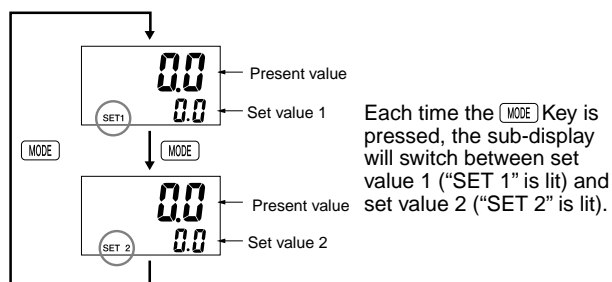 0.0
Present value
SET1
0.0
Set value 1
MODE
MODE
0.0
Present value
SET 2
0.0
Set value 2
Each time the MODE Key is
pressed, the sub-display
will switch between set
value 1 (“SET 1” is lit) and
set value 2 (“SET 2” is lit).